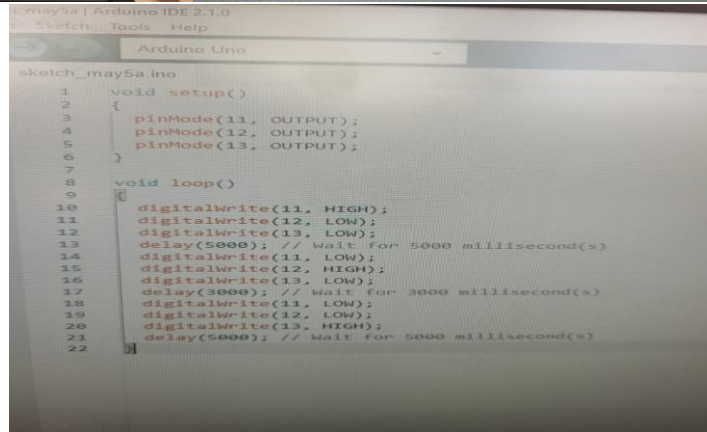 may5a | Arduino IDE 2.1.0
Sketch Tools Help
Arduino Uno
sketch_may5a.ino
1 void setup()
2 {
3 pinMode(11, OUTPUT);
4 pinMode(12, OUTPUT);
5 pinMode(13, OUTPUT);
6 }
7
8 void loop()
9 {
10 digitalWrite(11, HIGH);
11 digitalWrite(12, LOW);
12 digitalWrite(13, LOW);
13 delay(5000); // Wait for 5000 millisecond(s)
14 digitalWrite(11, LOW);
15 digitalWrite(12, HIGH);
16 digitalWrite(13, LOW);
17 delay(3000); // Wait for 3000 millisecond(s)
18 digitalWrite(11, LOW);
19 digitalWrite(12, LOW);
20 digitalWrite(13, HIGH);
21 delay(5000); // Wait for 5000 millisecond(s)
22 }